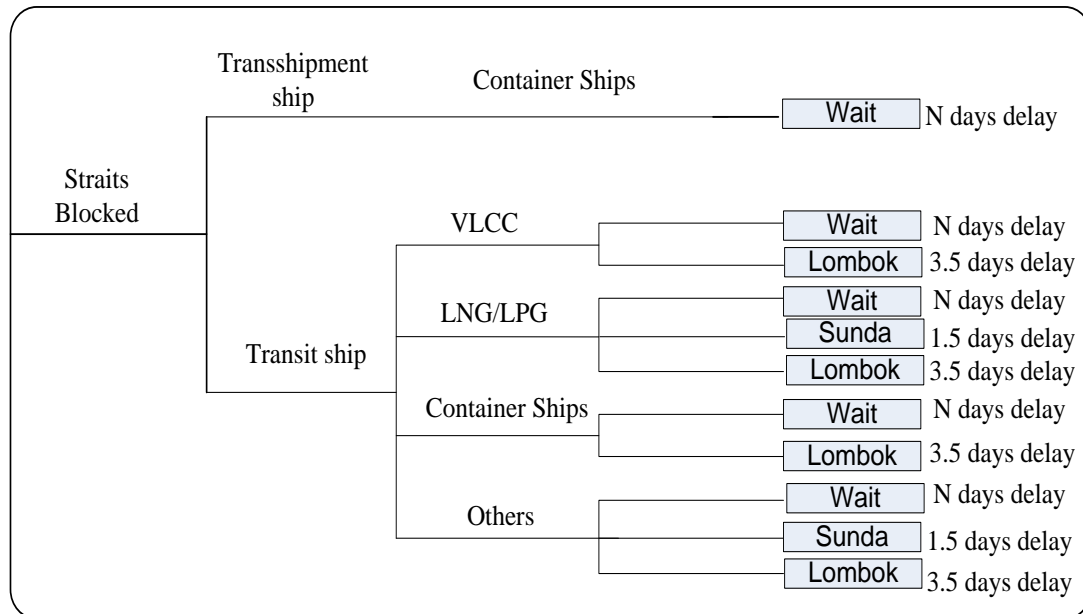 Transshipment
ship
Container Ships
Wait
N days delay
Straits
Blocked
VLCC
Wait
N days delay
Lombok
3.5 days delay
LNG/LPG
Wait
N days delay
Sunda
1.5 days delay
Transit ship
Lombok
3.5 days delay
Container Ships
Wait
N days delay
Lombok
3.5 days delay
Others
Wait
N days delay
Sunda
1.5 days delay
Lombok
3.5 days delay